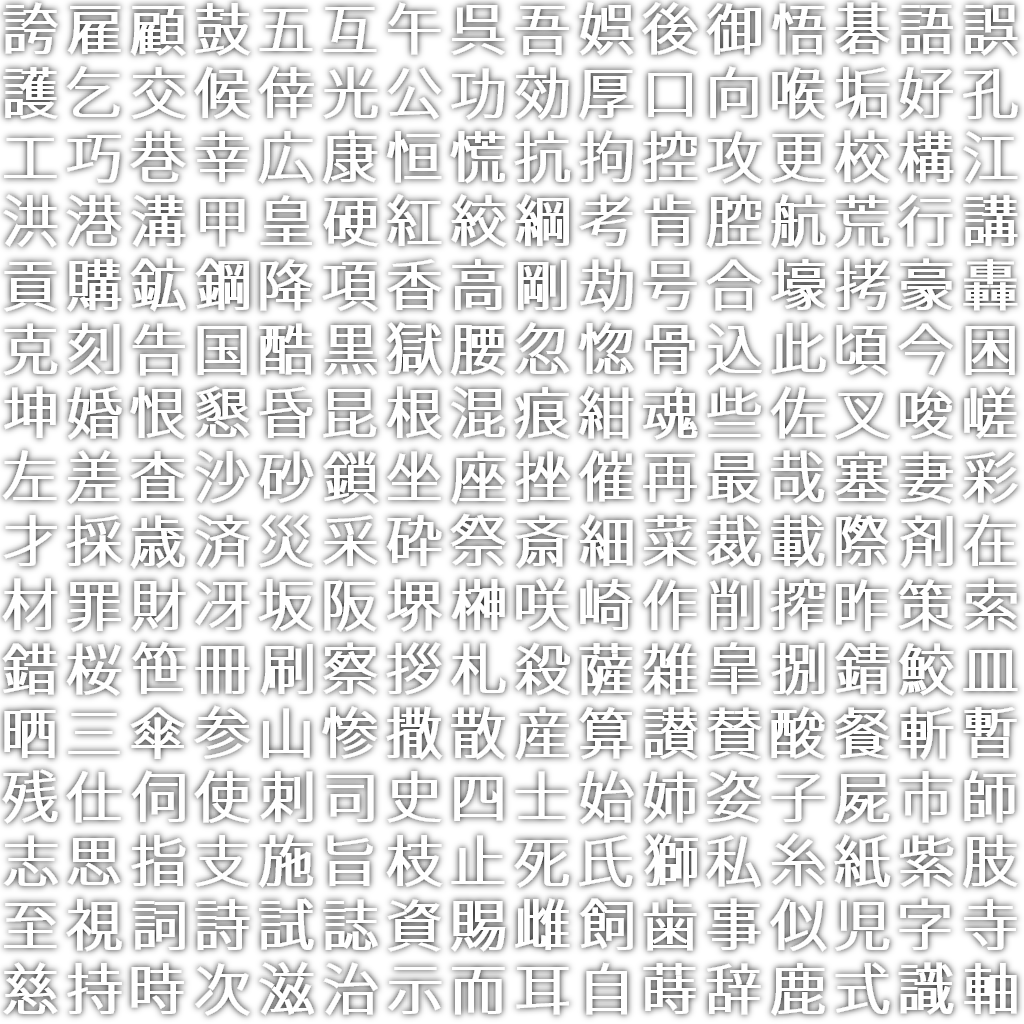 誇雇顧鼓五互午呉吾娯後御悟碁語誤
護乞交候倖光公功効厚口向喉垢好孔
工巧巷幸広康恒慌抗拘控攻更校構江
洪港溝甲皇硬紅絞綱考肯腔航荒行講
貢購鉱鋼降項香高剛劫号合壕拷豪轟
克刻告国酷黒獄腰忽惚骨込此頃今困
坤婚恨懇昏昆根混痕紺魂些佐叉唆嵯
左差査沙砂鎖坐座挫催再最哉塞妻彩
才採歳済災采砕祭斎細菜裁載際剤在
材罪財冴坂阪堺榊咲崎作削搾昨策索
錯桜笹冊刷察拶札殺薩雑皐捌錆鮫皿
晒三傘参山惨撒散産算讃賛酸餐斬暫
残仕伺使刺司史四士始姉姿子屍市師
志思指支施旨枝止死氏獅私糸紙紫肢
至視詞詩試誌資賜雌飼歯事似児字寺
慈持時次滋治示而耳自蒔辞鹿式識軸